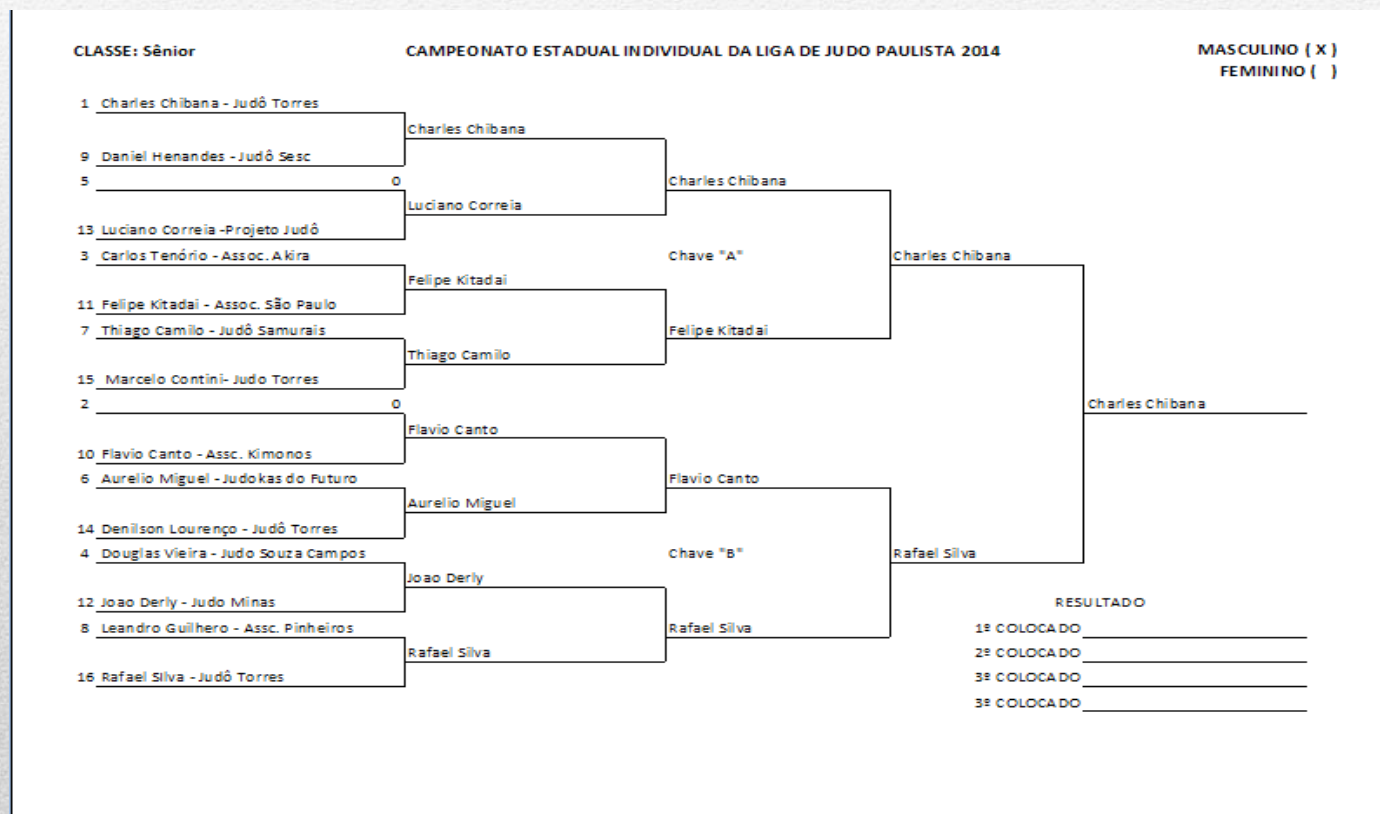 CLASSE: Sênior
CAMPEONATO ESTADUAL INDIVIDUAL DA LIGA DE JUDO PAULISTA 2014
MASCULINO ( X )
FEMININO ( )
1 Charles Chibana - Judô Torres
Charles Chibana
9 Daniel Henandes - Judô Sesc
5 0
Charles Chibana
Luciano Correia
13 Luciano Correia -Projeto Judô
3 Carlos Tenório - Assoc. Akira
Chave "A"
Charles Chibana
Felipe Kitadai
11 Felipe Kitadai - Assoc. São Paulo
7 Thiago Camilo - Judô Samurais
Felipe Kitadai
Thiago Camilo
15 Marcelo Contini- Judo Torres
2 0
Charles Chibana
Flavio Canto
10 Flavio Canto - Assc. Kimonos
6 Aurelio Miguel - Judokas do Futuro
Flavio Canto
Aurelio Miguel
14 Denilson Lourenço - Judô Torres
4 Douglas Vieira - Judo Souza Campos
Chave "B"
Rafael Silva
Joao Derly
12 Joao Derly - Judo Minas
RESULTADO
8 Leandro Guilhero - Assc. Pinheiros
Rafael Silva
1º COLOCADO
Rafael Silva
2º COLOCADO
16 Rafael SIlva - Judô Torres
3º COLOCADO
3º COLOCADO